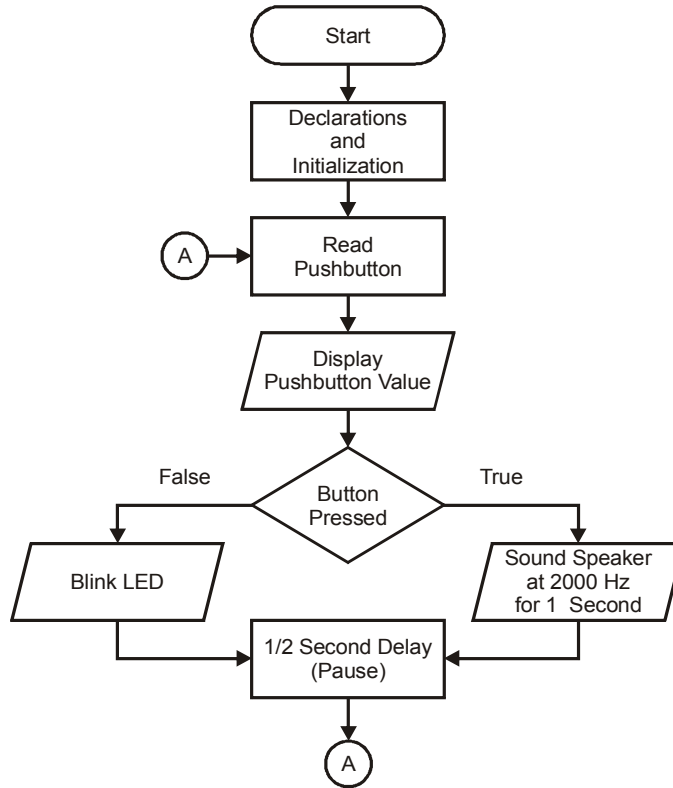 Start
Declarations
and
Initialization
A
Read
Pushbutton
Display
Pushbutton Value
False
True
Button
Pressed
Blink LED
Sound Speaker
at 2000 Hz
for 1 Second
1/2 Second Delay
(Pause)
A